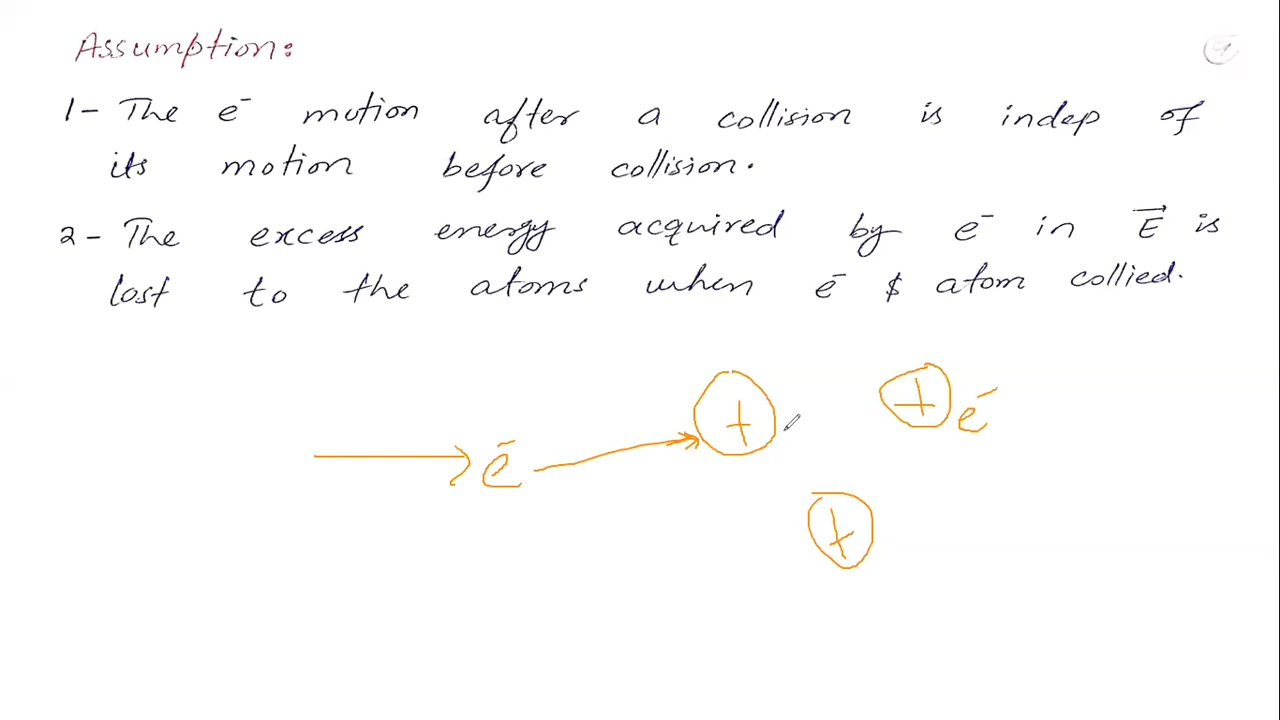 Assumption:
1- The e⁻ motion after a collision is indep of
its motion before collision.
2- The excess energy acquired by e⁻ in E⃗ is
lost to the atoms when e⁻ $ atom collied.
+
+ e⁻
e⁻
+